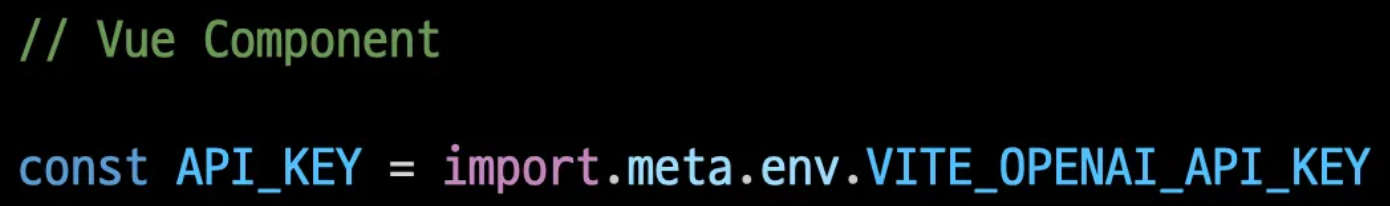 // Vue Component
const API_KEY = import.meta.env.VITE_OPENAI_API_KEY